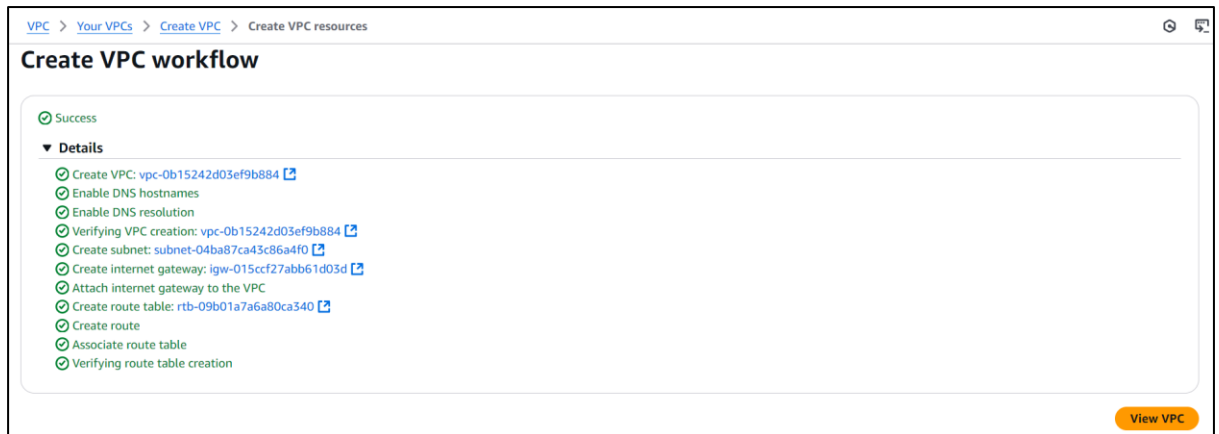 VPC > Your VPCs > Create VPC > Create VPC resources
Create VPC workflow
Success
Details
Create VPC: vpc-0b15242d03ef9b884
Enable DNS hostnames
Enable DNS resolution
Verifying VPC creation: vpc-0b15242d03ef9b884
Create subnet: subnet-04ba87ca43c86a4f0
Create internet gateway: igw-015ccf27abb61d03d
Attach internet gateway to the VPC
Create route table: rtb-09b01a7a6a80ca340
Create route
Associate route table
Verifying route table creation
View VPC